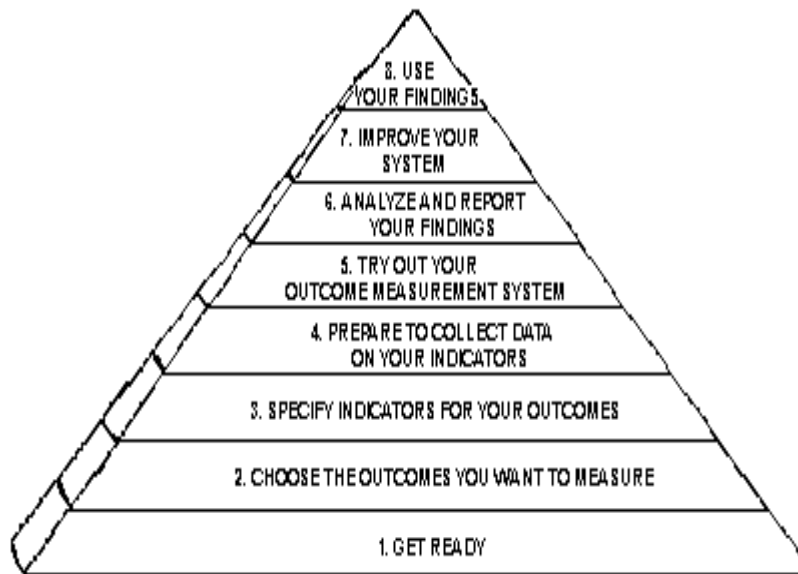 8. USE
YOUR FINDINGS
7. IMPROVE YOUR
SYSTEM
6. ANALYZE AND REPORT
YOUR FINDINGS
5. TRY OUT YOUR
OUTCOME MEASUREMENT SYSTEM
4. PREPARE TO COLLECT DATA
ON YOUR INDICATORS
3. SPECIFY INDICATORS FOR YOUR OUTCOMES
2. CHOOSE THE OUTCOMES YOU WANT TO MEASURE
1. GET READY